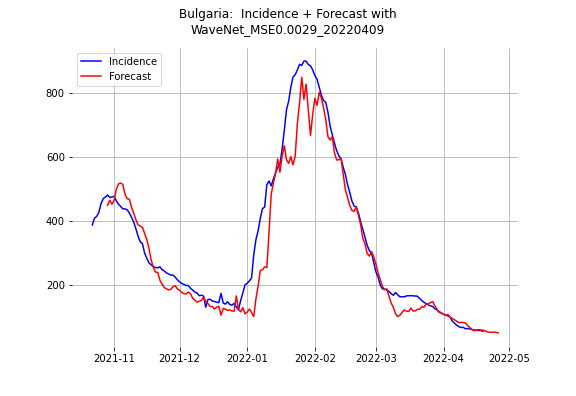 Bulgaria:  Incidence + Forecast with
WaveNet_MSE0.0029_20220409
Incidence
Forecast
800
600
400
200
2021-11
2021-12
2022-01
2022-02
2022-03
2022-04
2022-05